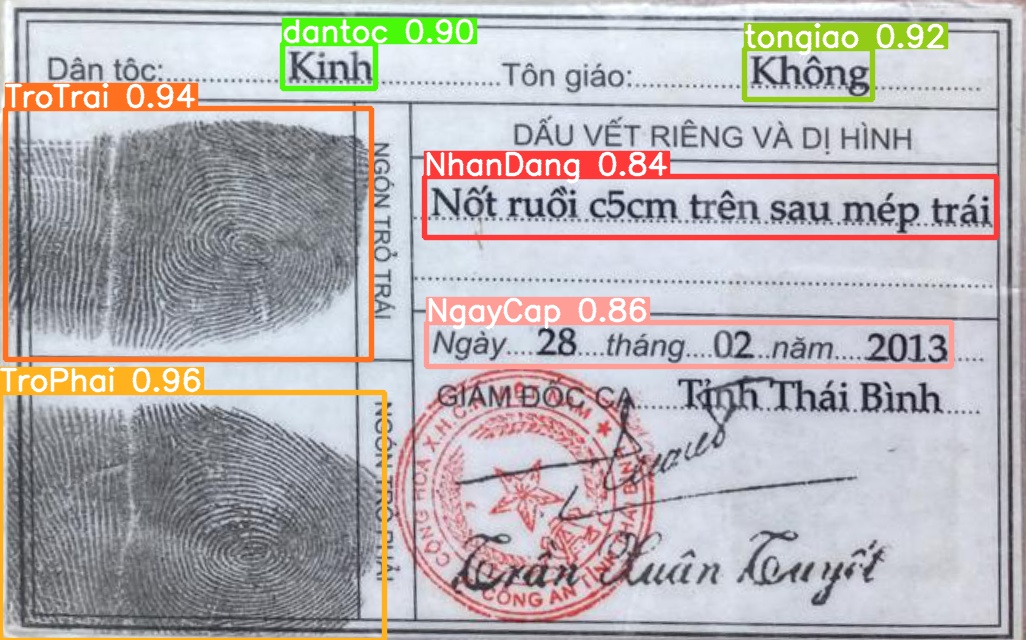 dantoc 0.90
tongiao 0.92
Dân tộc: Kinh Tôn giáo: Không
TroTrai 0.94
NGÓN TRỎ TRÁI
DẤU VẾT RIÊNG VÀ DỊ HÌNH
NhanDang 0.84
Nốt ruồi c5cm trên sau mép trái
NgayCap 0.86
Ngày 28 tháng 02 năm 2013
TroPhai 0.96
GIÁM ĐỐC CA Tỉnh Thái Bình
NGÓN TRỎ PHẢI
CỘNG HOÀ X.H.C.N VIỆT NAM
CÔNG AN TỈNH THÁI BÌNH
Trần Xuân Tuyết